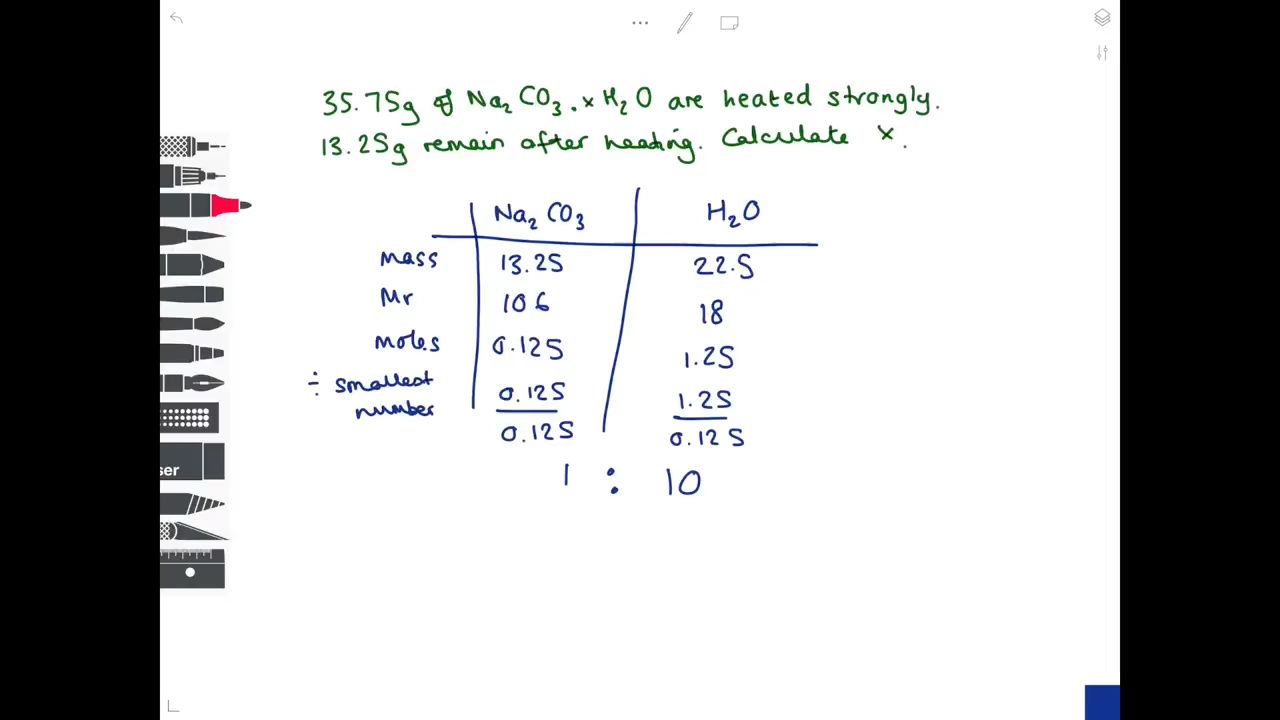 35.75g of Na₂CO₃.xH₂O are heated strongly.
13.25g remain after heating. Calculate x.
Na₂CO₃ H₂O
mass 13.25 22.5
Mr 106 18
moles 0.125 1.25
÷ smallest number 0.125 1.25
0.125 0.125
1 : 10
ser